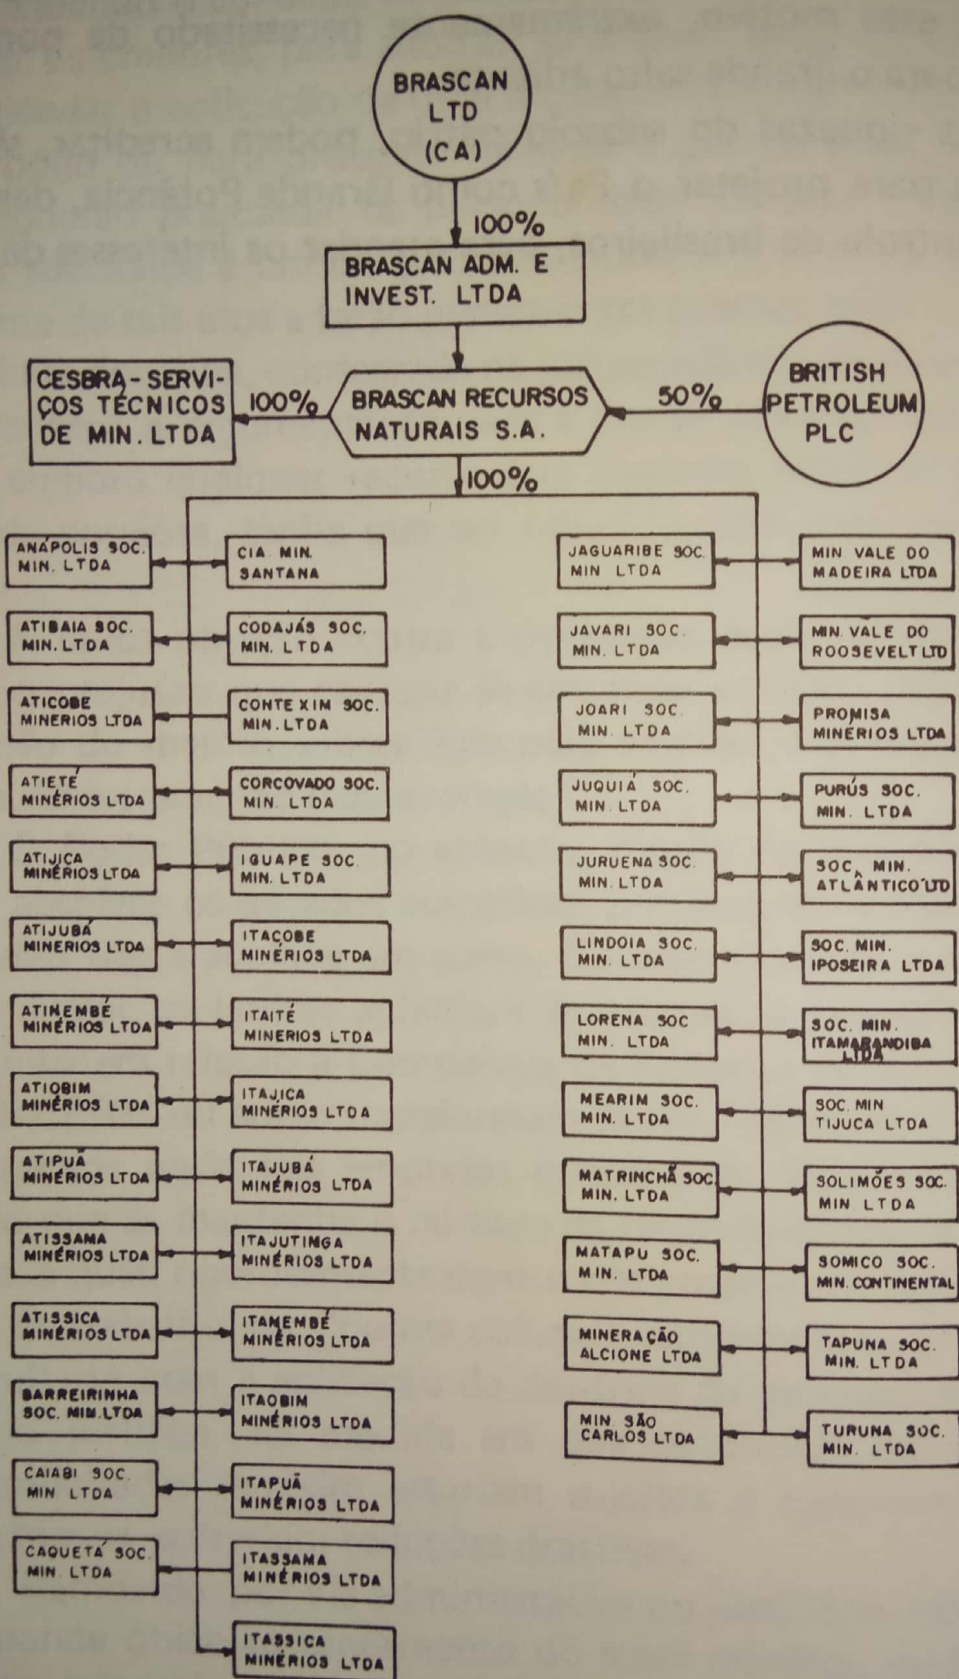 BRASCAN
LTD
(CA)
100%
BRASCAN ADM. E
INVEST. LTDA
CESBRA-SERVI-
ÇOS TÉCNICOS
DE MIN. LTDA
100%
BRASCAN RECURSOS
NATURAIS S.A.
50%
BRITISH
PETROLEUM
PLC
100%
ANÁPOLIS SOC.
MIN. LTDA
CIA. MIN.
SANTANA
JAGUARIBE SOC.
MIN LTDA
MIN VALE DO
MADEIRA LTDA
ATIBAIA SOC.
MIN. LTDA
CODAJÁS SOC.
MIN. LTDA
JAVARI SOC.
MIN. LTDA
MIN. VALE DO
ROOSEVELT LTD
ATICOBE
MINERIOS LTDA
CONTEXIM SOC.
MIN. LTDA
JOARI SOC.
MIN. LTDA
PROMISA
MINÉRIOS LTDA
ATIETÉ
MINÉRIOS LTDA
CORCOVADO SOC.
MIN. LTDA
JUQUIÁ SOC.
MIN. LTDA
PURÚS SOC.
MIN. LTDA
ATIJICA
MINÉRIOS LTDA
IGUAPE SOC.
MIN. LTDA
JURUENA SOC.
MIN. LTDA
SOC. MIN.
ATLÂNTICO LTD
ATIJUBÁ
MINERIOS LTDA
ITACOBE
MINÉRIOS LTDA
LINDOIA SOC.
MIN. LTDA
SOC. MIN.
IPOSEIRA LTDA
ATINEMBÉ
MINÉRIOS LTDA
ITAITÉ
MINERIOS LTDA
LORENA SOC
MIN. LTDA
SOC. MIN.
ITAMARANDIBA
LTDA
ATIOBIM
MINÉRIOS LTDA
ITAJICA
MINÉRIOS LTDA
MEARIM SOC.
MIN. LTDA
SOC. MIN
TIJUCA LTDA
ATIPUÃ
MINÉRIOS LTDA
ITAJUBÁ
MINÉRIOS LTDA
MATRINCHÃ SOC.
MIN. LTDA
SOLIMÕES SOC.
MIN LTDA
ATISSAMA
MINÉRIOS LTDA
ITAJUTINGA
MINÉRIOS LTDA
MATAPU SOC.
MIN. LTDA
SOMICO SOC.
MIN. CONTINENTAL
ATISSICA
MINÉRIOS LTDA
ITANEMBÉ
MINÉRIOS LTDA
MINERAÇÃO
ALCIONE LTDA
TAPUNA SOC.
MIN. LTDA
BARREIRINHA
SOC. MIN. LTDA
ITAOBIM
MINÉRIOS LTDA
MIN. SÃO
CARLOS LTDA
TURUNA SOC.
MIN. LTDA
CAIABI SOC.
MIN LTDA
ITAPUÃ
MINÉRIOS LTDA
CAQUETÁ SOC.
MIN. LTDA
ITASSAMA
MINÉRIOS LTDA
ITASSICA
MINÉRIOS LTDA